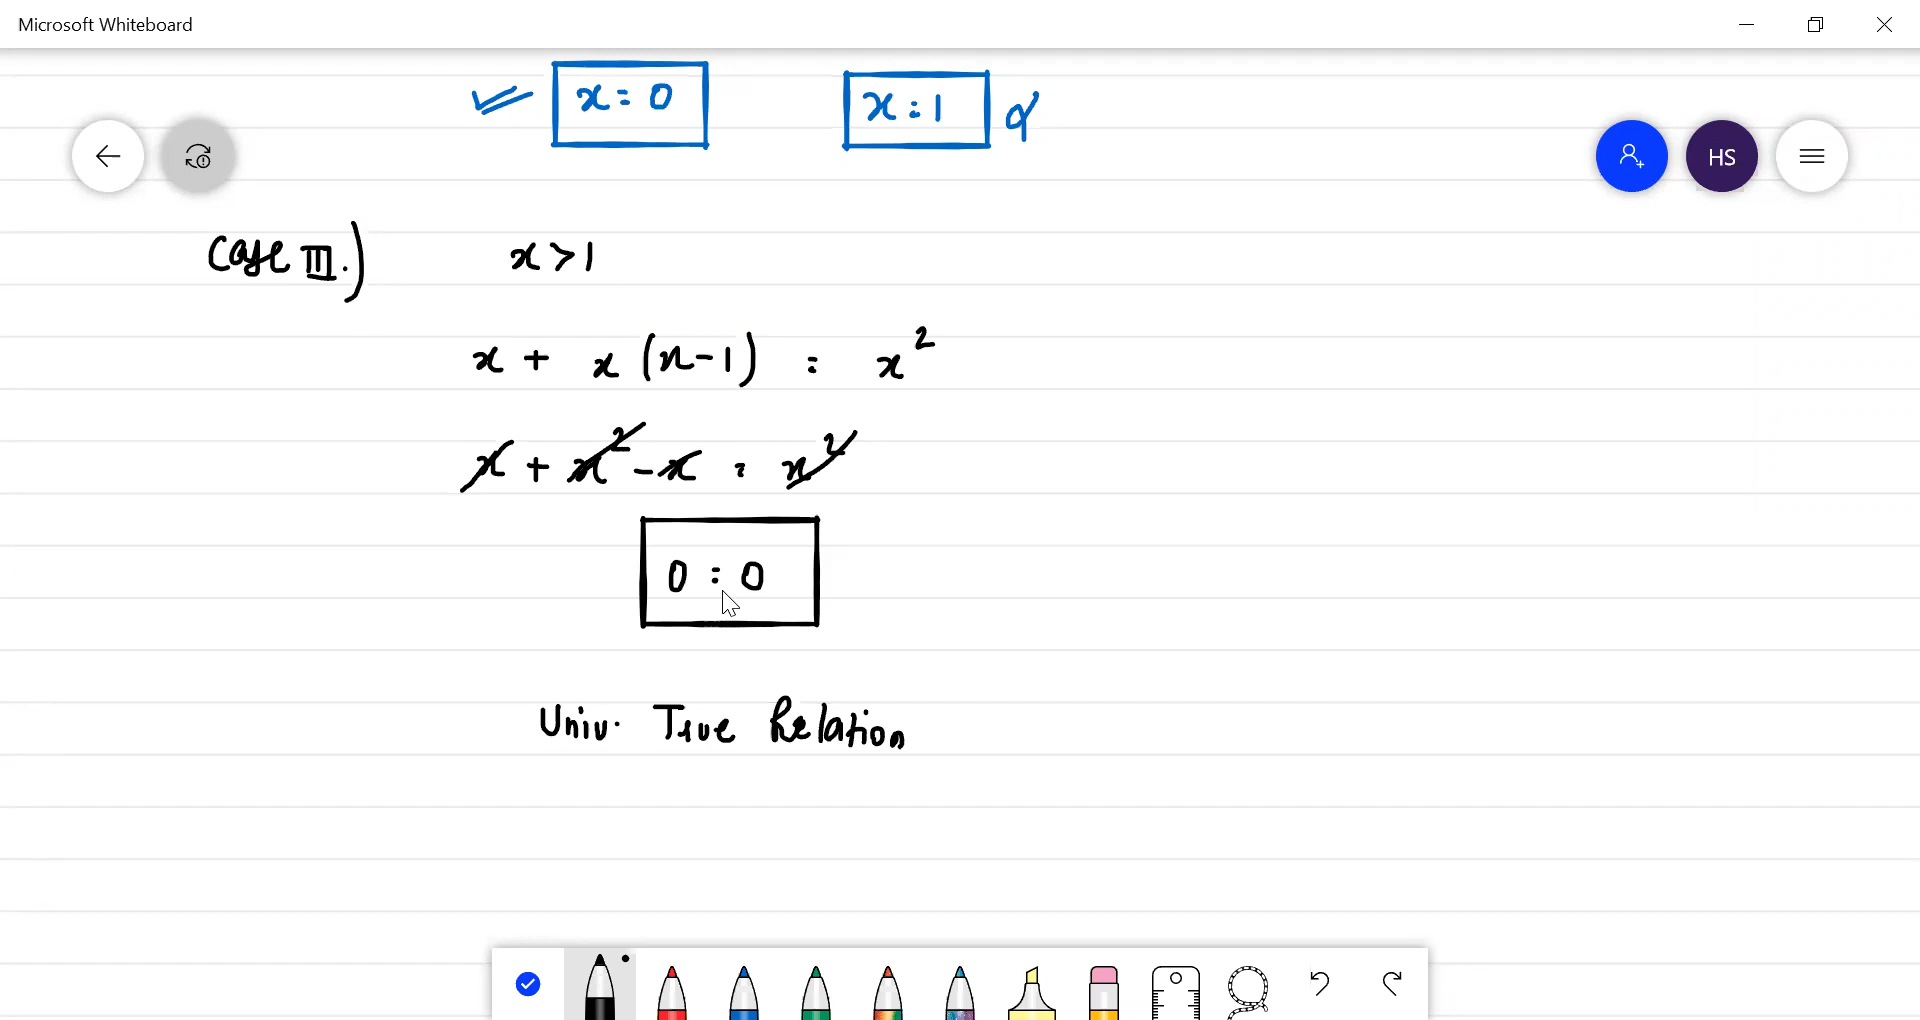 Microsoft Whiteboard
x = 0 x = 1
HS
Case III.) x > 1
x + x (x-1) = x²
x + x² - x = x²
0 = 0
Univ. True Relation